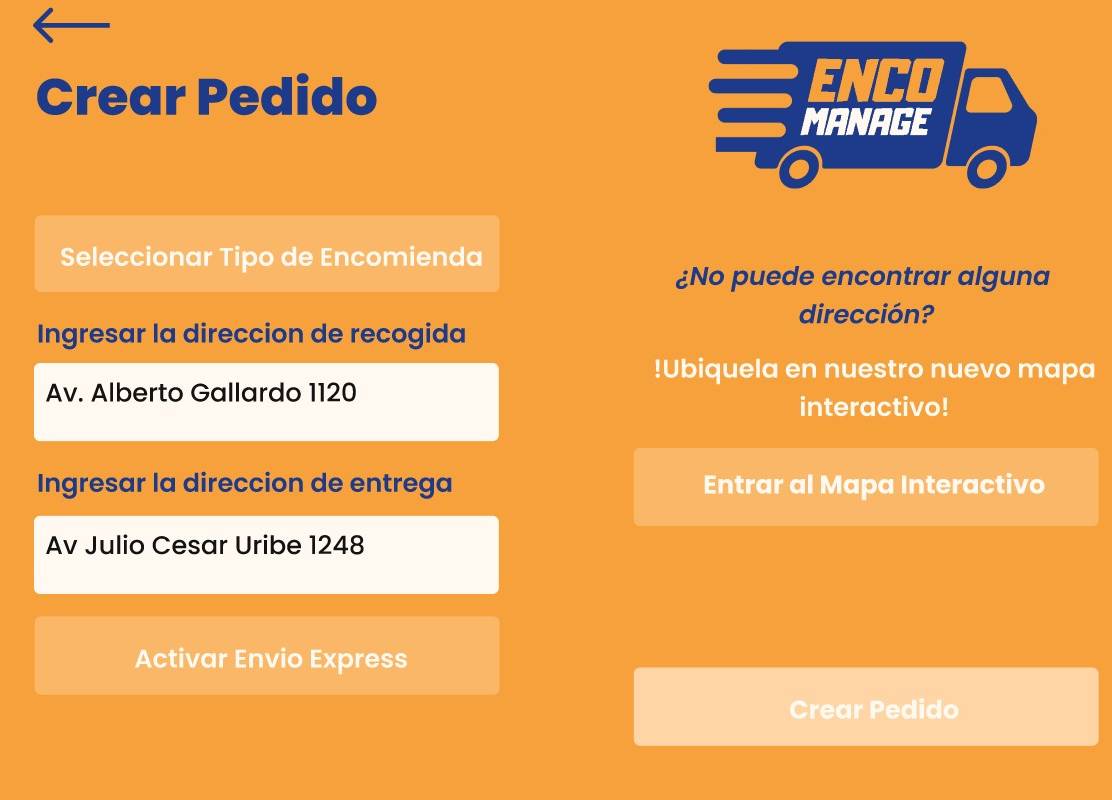 Crear Pedido
Seleccionar Tipo de Encomienda
Ingresar la direccion de recogida
Av. Alberto Gallardo 1120
Ingresar la direccion de entrega
Av Julio Cesar Uribe 1248
Activar Envio Express
ENCO
MANAGE
¿No puede encontrar alguna
dirección?
!Ubiquela en nuestro nuevo mapa
interactivo!
Entrar al Mapa Interactivo
Crear Pedido